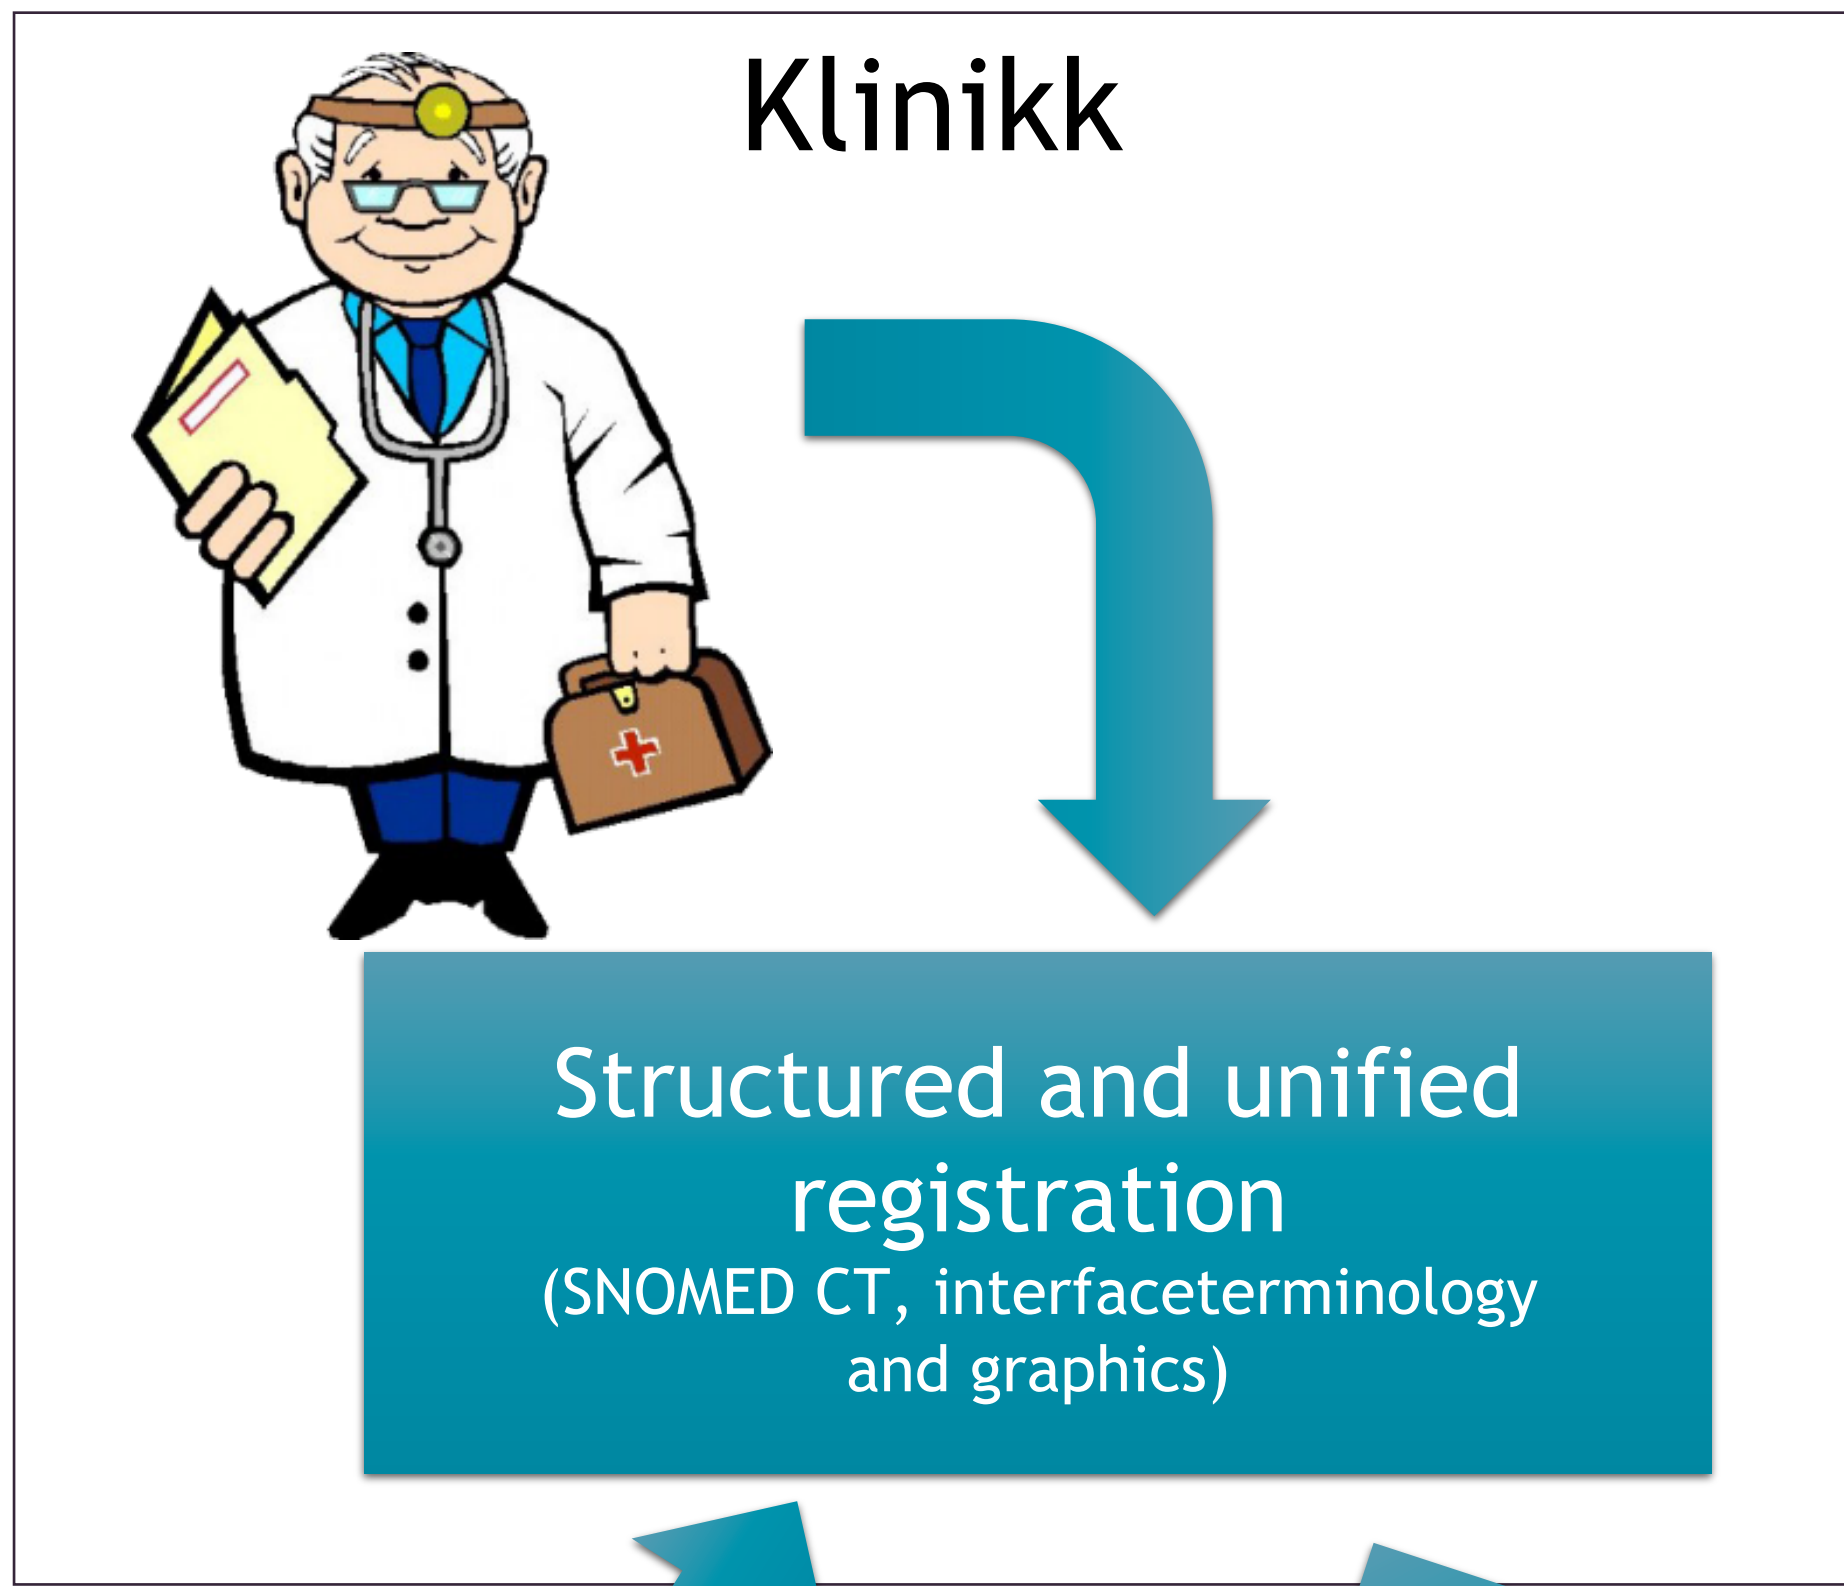 Klinikk
Structured and unified
registration
(SNOMED CT, interfaceterminology
and graphics)